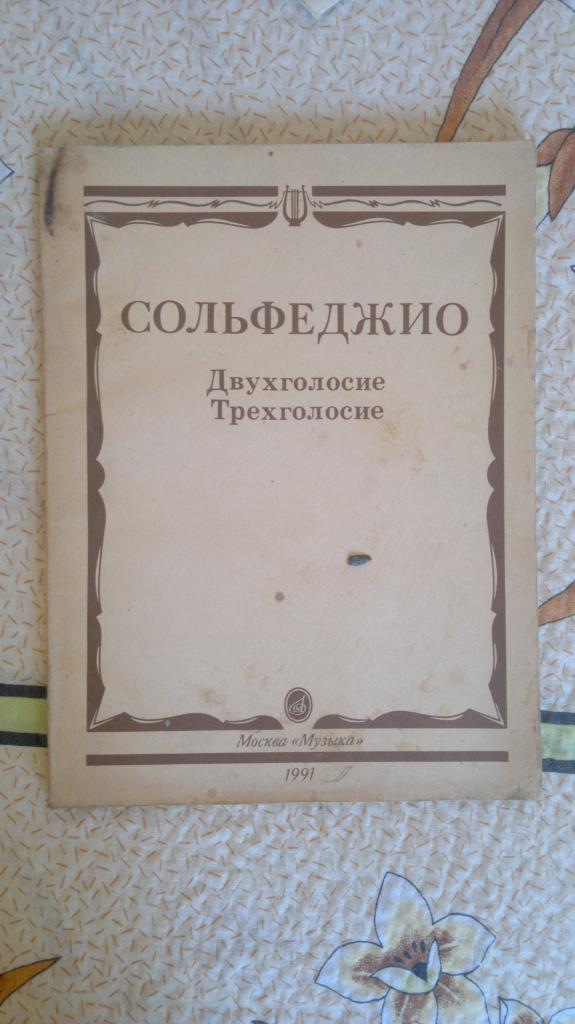 СОЛЬФЕДЖИО
Двухголосие
Трехголосие
Москва «Музыка»
1991